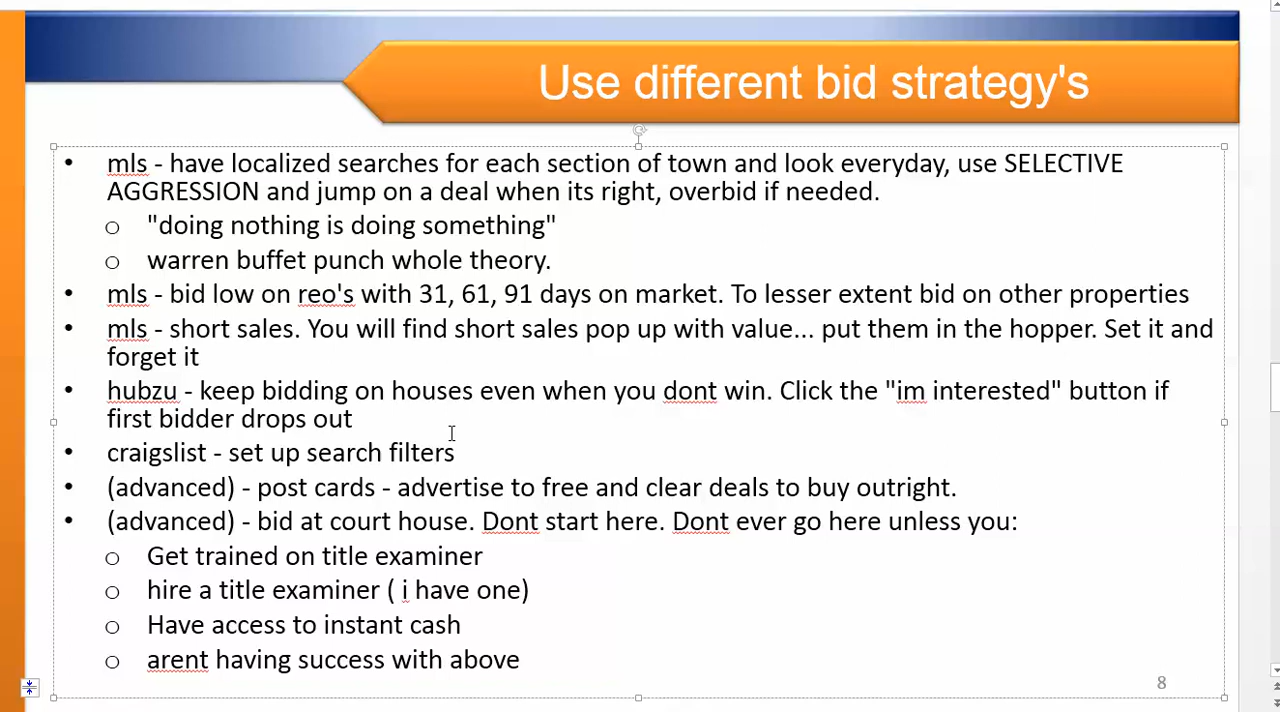 Use different bid strategy's
• mls - have localized searches for each section of town and look everyday, use SELECTIVE
AGGRESSION and jump on a deal when its right, overbid if needed.
o "doing nothing is doing something"
o warren buffet punch whole theory.
• mls - bid low on reo's with 31, 61, 91 days on market. To lesser extent bid on other properties
• mls - short sales. You will find short sales pop up with value... put them in the hopper. Set it and
forget it
• hubzu - keep bidding on houses even when you dont win. Click the "im interested" button if
first bidder drops out
• craigslist - set up search filters
• (advanced) - post cards - advertise to free and clear deals to buy outright.
• (advanced) - bid at court house. Dont start here. Dont ever go here unless you:
o Get trained on title examiner
o hire a title examiner ( i have one)
o Have access to instant cash
o arent having success with above
8